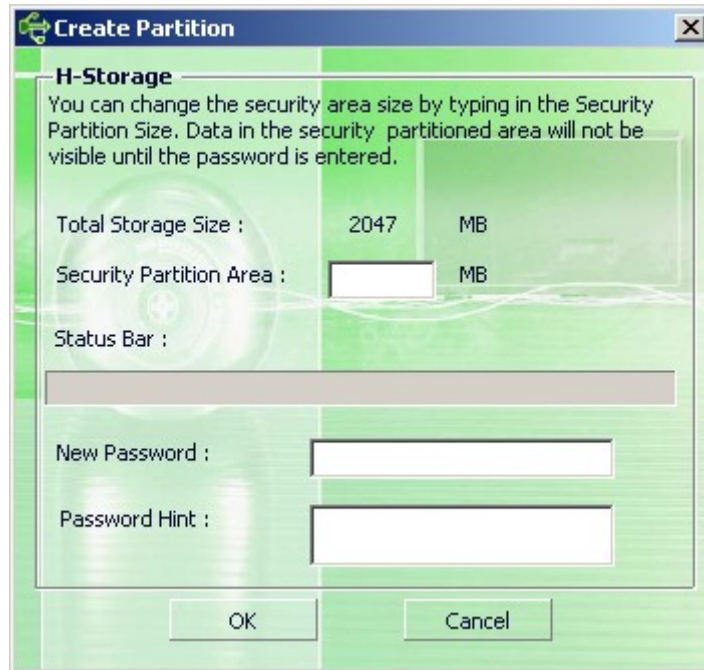 Create Partition
H-Storage
You can change the security area size by typing in the Security
Partition Size. Data in the security partitioned area will not be
visible until the password is entered.
Total Storage Size : 2047 MB
Security Partition Area : MB
Status Bar :
New Password :
Password Hint :
OK Cancel